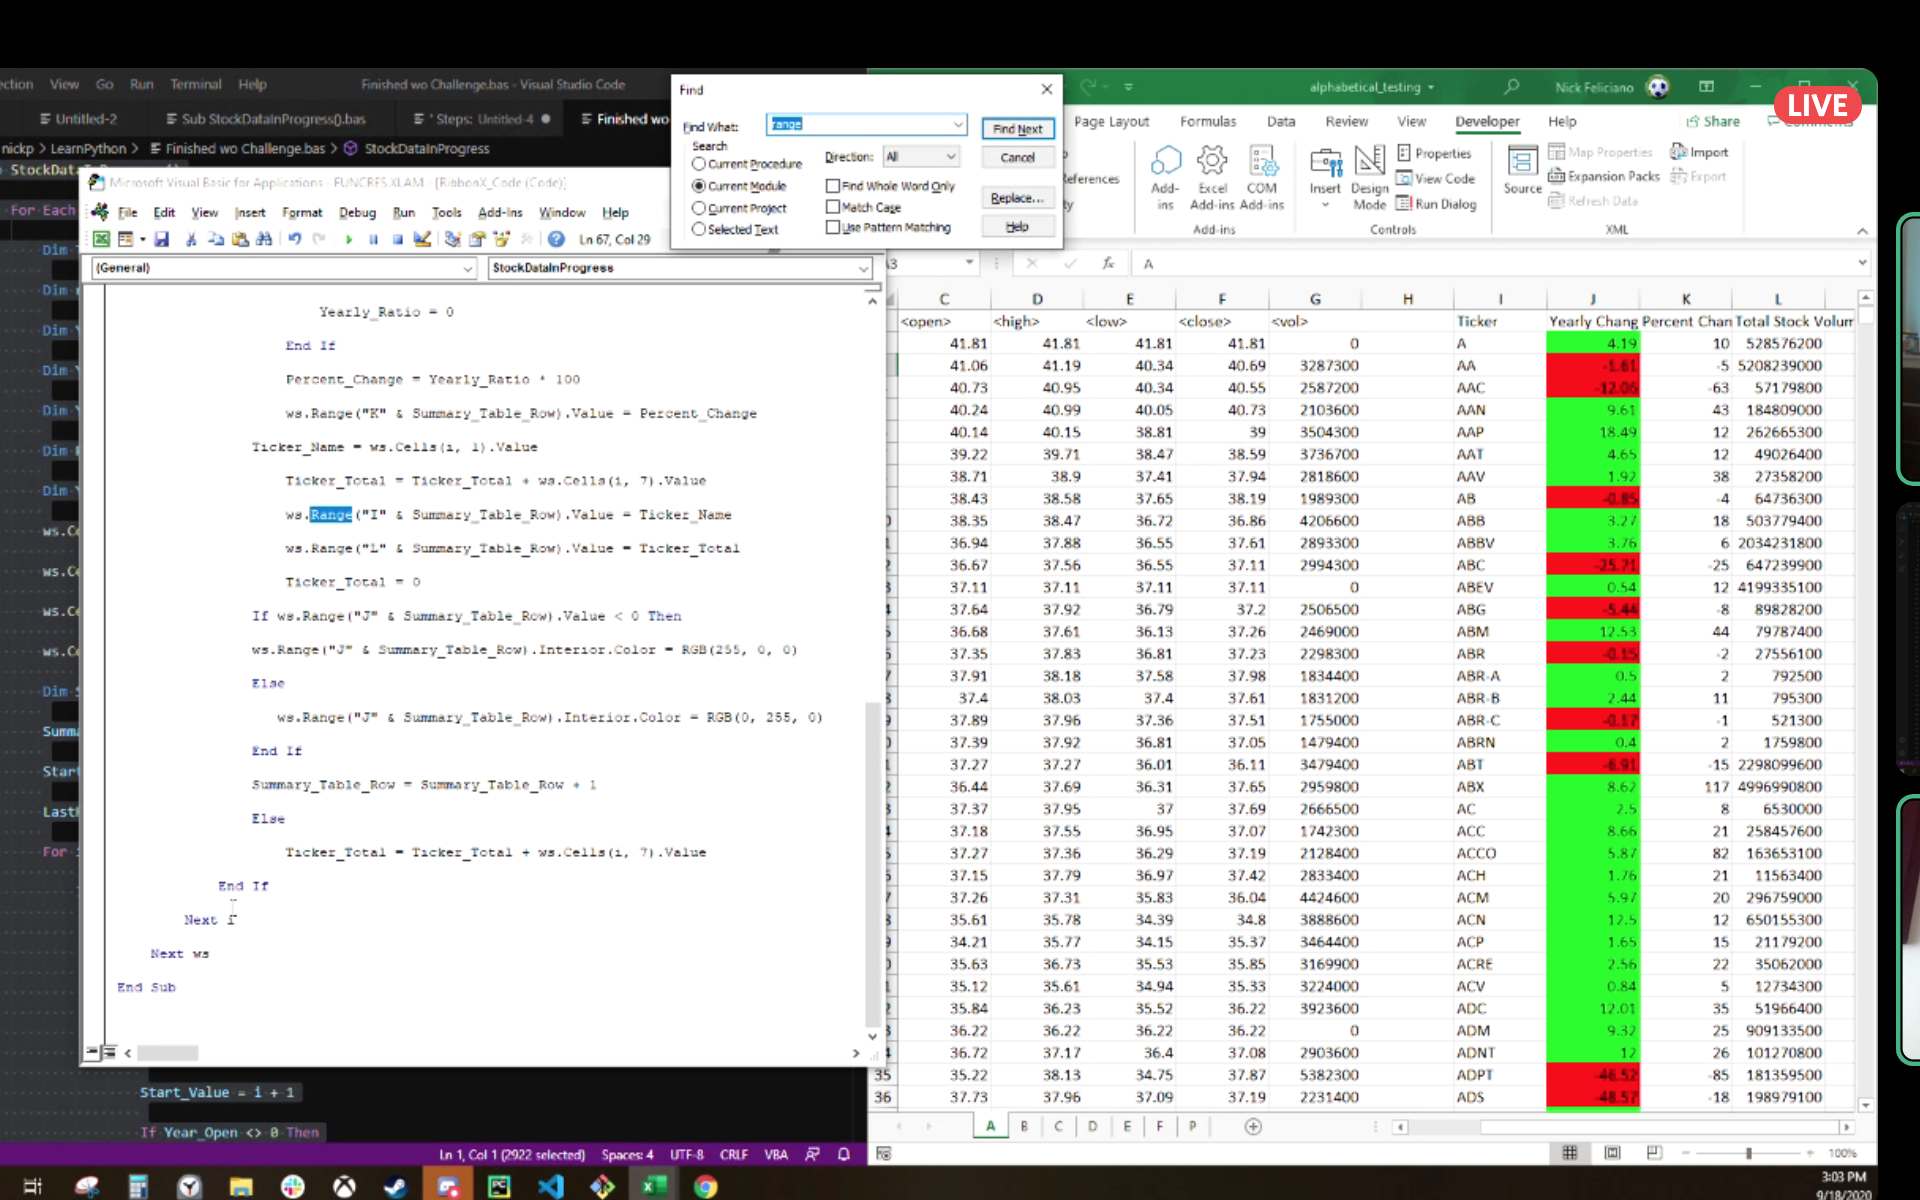 ection View Go Run Terminal Help
Finished wo Challenge.bas - Visual Studio Code
Untitled-2
Sub StockDataInProgress().bas
' Steps: Untitled-4
Finished wo
nickp > LearnPython > Finished wo Challenge.bas > StockDataInProgress
Microsoft Visual Basic for Applications - FUNCRES.XLAM - [RibbonX_Code (Code)]
File Edit View Insert Format Debug Run Tools Add-Ins Window Help
Ln 67, Col 29
(General)
StockDataInProgress
Yearly_Ratio = 0
End If
Percent_Change = Yearly_Ratio * 100
ws.Range("K" & Summary_Table_Row).Value = Percent_Change
Ticker_Name = ws.Cells(i, 1).Value
Ticker_Total = Ticker_Total + ws.Cells(i, 7).Value
ws.Range("I" & Summary_Table_Row).Value = Ticker_Name
ws.Range("L" & Summary_Table_Row).Value = Ticker_Total
Ticker_Total = 0
If ws.Range("J" & Summary_Table_Row).Value < 0 Then
ws.Range("J" & Summary_Table_Row).Interior.Color = RGB(255, 0, 0)
Else
ws.Range("J" & Summary_Table_Row).Interior.Color = RGB(0, 255, 0)
End If
Summary_Table_Row = Summary_Table_Row + 1
Else
Ticker_Total = Ticker_Total + ws.Cells(i, 7).Value
End If
Next i
Next ws
End Sub
For Each
Dim
Start_Value = i + 1
If Year_Open <> 0 Then
Ln 1, Col 1 (2922 selected) Spaces: 4 UTF-8 CRLF VBA
Find
Find What: range
Find Next
Cancel
Replace...
Help
Search
Current Procedure
Current Module
Current Project
Selected Text
Direction: All
Find Whole Word Only
Match Case
Use Pattern Matching
alphabetical_testing
Nick Feliciano
LIVE
Page Layout Formulas Data Review View Developer Help Share Comments
Add-ins
Excel Add-ins
COM Add-ins
Add-ins
Insert
Design Mode
Properties
View Code
Run Dialog
Controls
Source
Map Properties
Expansion Packs
Refresh Data
Import
Export
XML
A
C D E F G H I J K L
<open> <high> <low> <close> <vol> Ticker Yearly Chang Percent Chan Total Stock Volum
41.81 41.81 41.81 41.81 0 A 4.19 10 528576200
41.06 41.19 40.34 40.69 3287300 AA -1.61 -5 5208239000
40.73 40.95 40.34 40.55 2587200 AAC -12.06 -63 57179800
40.24 40.99 40.05 40.73 2103600 AAN 9.61 43 184809000
40.14 40.15 38.81 39 3504300 AAP 18.49 12 262665300
39.22 39.71 38.47 38.59 3736700 AAT 4.65 12 49026400
38.71 38.9 37.41 37.94 2818600 AAV 1.92 38 27358200
38.43 38.58 37.65 38.19 1989300 AB -0.85 -4 64736300
38.35 38.47 36.72 36.86 4206600 ABB 3.27 18 503779400
36.94 37.88 36.55 37.61 2893300 ABBV 3.76 6 2034231800
36.67 37.56 36.55 37.11 2994300 ABC -25.71 -25 647239900
37.11 37.11 37.11 37.11 0 ABEV 0.54 12 4199335100
37.64 37.92 36.79 37.2 2506500 ABG -5.44 -8 89828200
36.68 37.61 36.13 37.26 2469000 ABM 12.53 44 79787400
37.35 37.83 36.81 37.23 2298300 ABR -0.15 -2 27556100
37.91 38.18 37.58 37.98 1834400 ABR-A 0.5 2 792500
37.4 38.03 37.4 37.61 1831200 ABR-B 2.44 11 795300
37.89 37.96 37.36 37.51 1755000 ABR-C -0.17 -1 521300
37.39 37.92 36.81 37.05 1479400 ABRN 0.4 2 1759800
37.27 37.27 36.01 36.11 3479400 ABT -6.91 -15 2298099600
36.44 37.69 36.31 37.65 2959800 ABX 8.62 117 4996990800
37.37 37.95 37 37.69 2666500 AC 2.5 8 6530000
37.18 37.55 36.95 37.07 1742300 ACC 8.66 21 258457600
37.27 37.36 36.29 37.19 2128400 ACCO 5.87 82 163653100
37.15 37.79 36.97 37.42 2833400 ACH 1.76 21 11563400
37.26 37.31 35.83 36.04 4424600 ACM 5.97 20 296759000
35.61 35.78 34.39 34.8 3888600 ACN 12.5 12 650155300
34.21 35.77 34.15 35.37 3464400 ACP 1.65 15 21179200
35.63 36.73 35.53 35.85 3169900 ACRE 2.56 22 35062000
35.12 35.61 34.94 35.33 3224000 ACV 0.84 5 12734300
35.84 36.23 35.52 36.22 3923600 ADC 12.01 35 51966400
36.22 36.22 36.22 36.22 0 ADM 9.32 25 909133500
36.72 37.17 36.4 37.08 2903600 ADNT 12 26 101270800
35 35.22 38.13 34.75 37.87 5382300 ADPT -46.52 -85 181359500
36 37.73 37.96 37.09 37.19 2231400 ADS -48.57 -18 198979100
A B C D E F P
100%
3:03 PM
9/18/2020